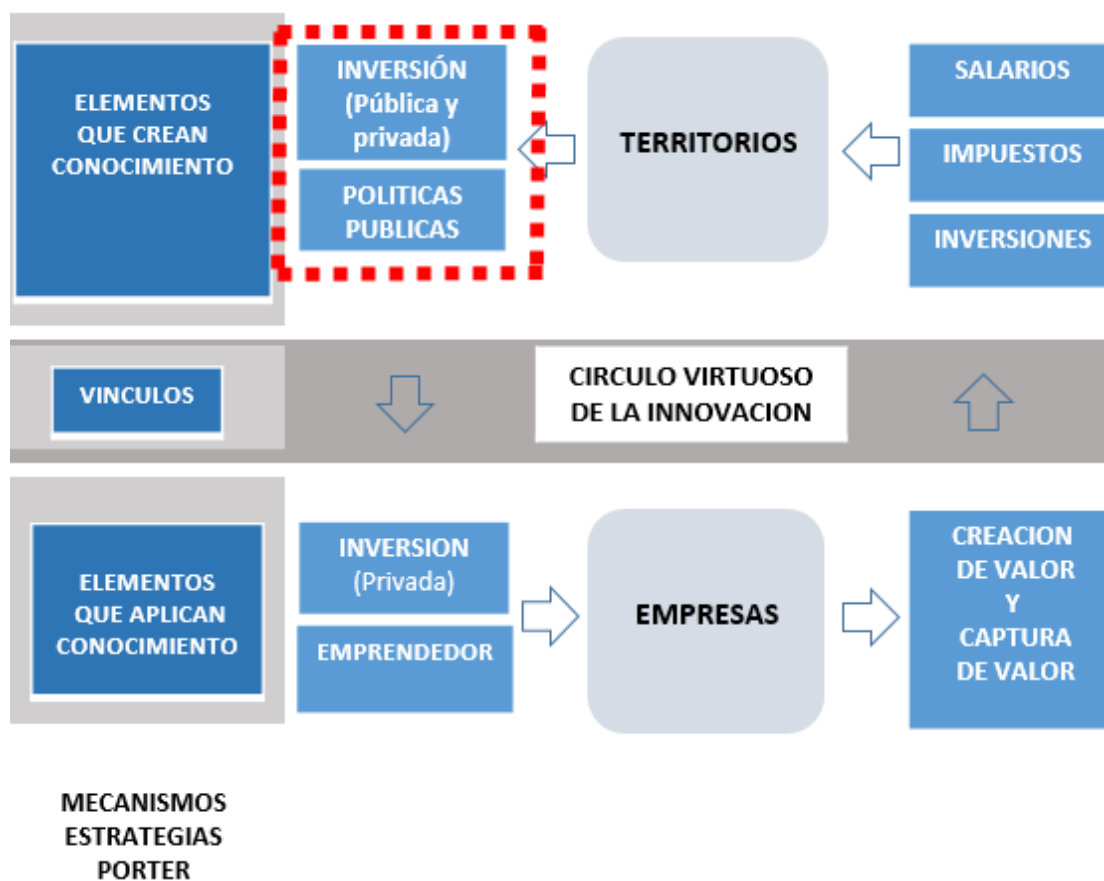 ELEMENTOS
QUE CREAN
CONOCIMIENTO
INVERSIÓN
(Pública y
privada)
POLITICAS
PUBLICAS
TERRITORIOS
SALARIOS
IMPUESTOS
INVERSIONES
VINCULOS
CIRCULO VIRTUOSO
DE LA INNOVACION
ELEMENTOS
QUE APLICAN
CONOCIMIENTO
INVERSION
(Privada)
EMPRENDEDOR
EMPRESAS
CREACION
DE VALOR
Y
CAPTURA
DE VALOR
MECANISMOS
ESTRATEGIAS
PORTER